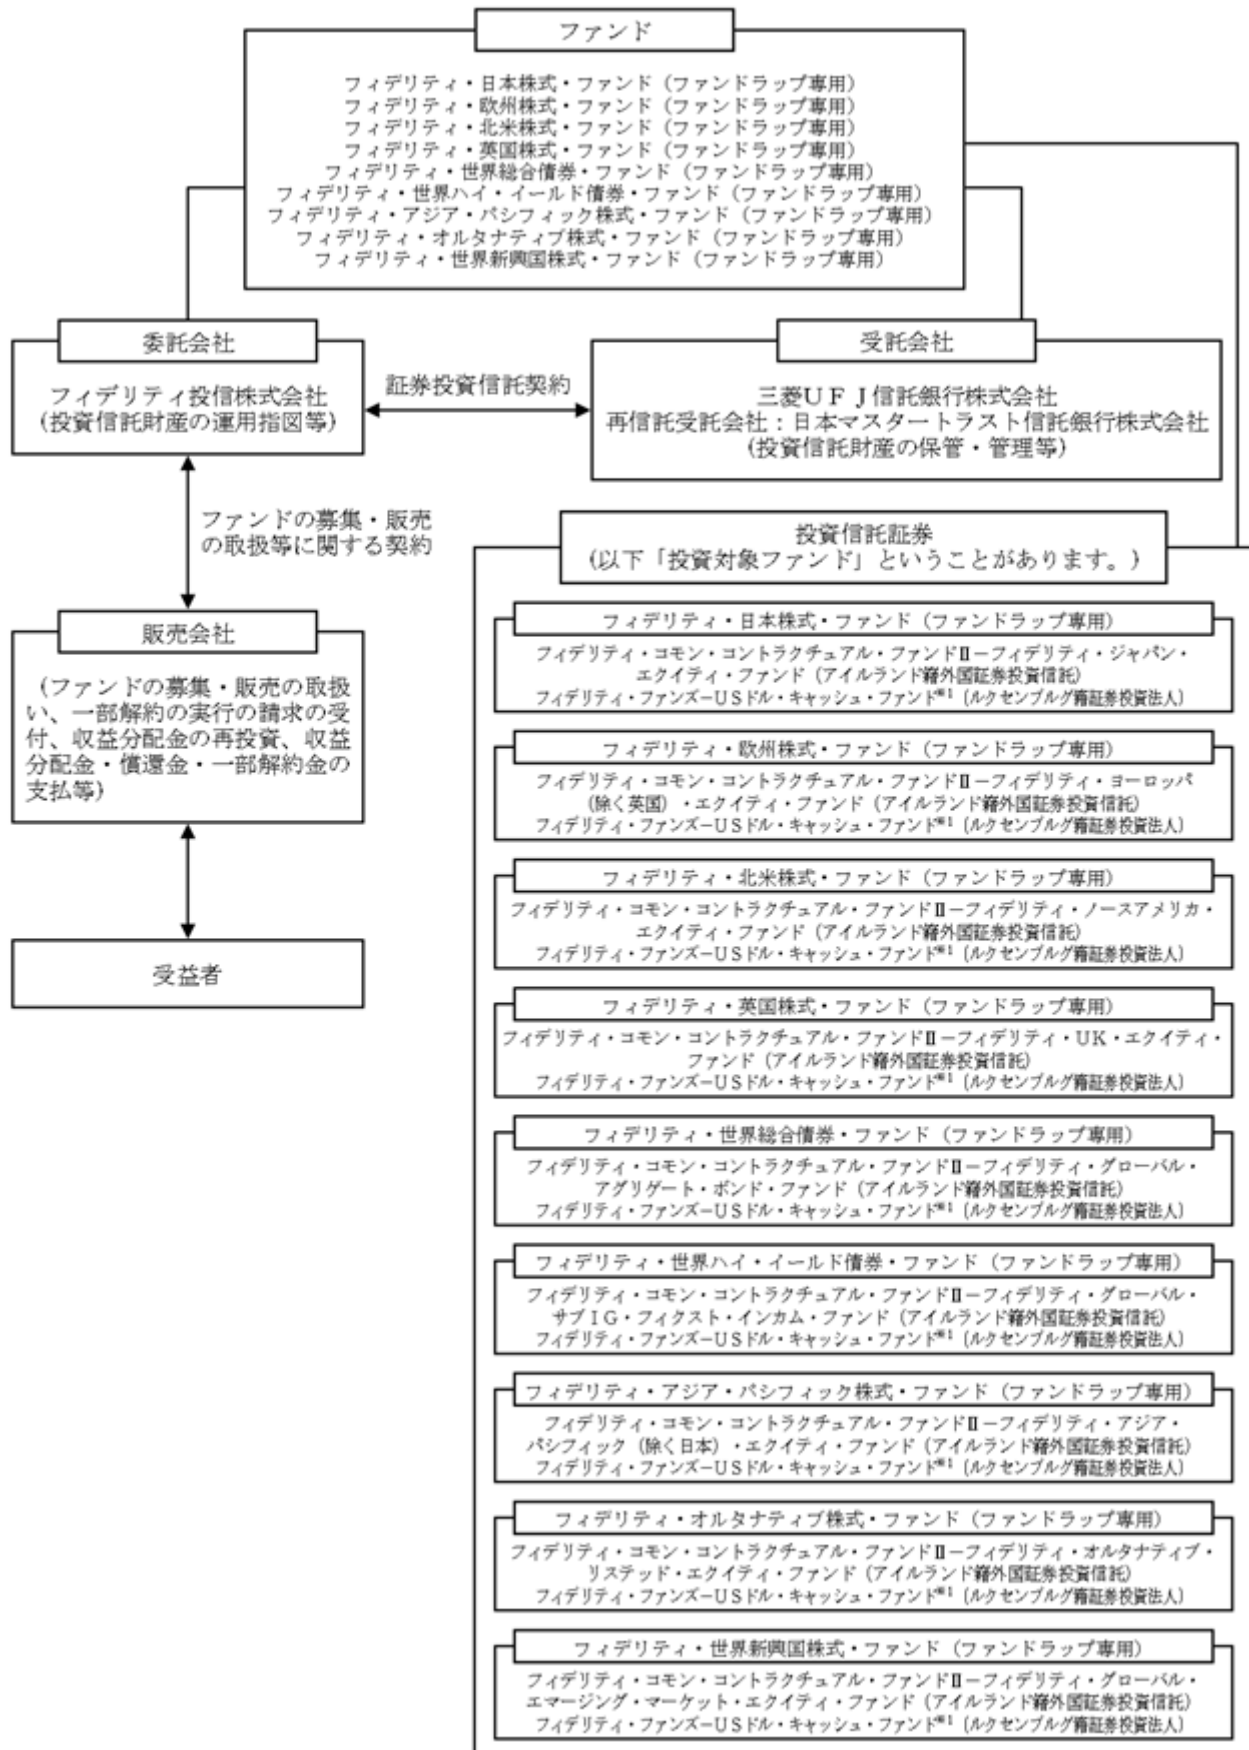 ファンド
フィデリティ・日本株式・ファンド（ファンドラップ専用）
フィデリティ・欧州株式・ファンド（ファンドラップ専用）
フィデリティ・北米株式・ファンド（ファンドラップ専用）
フィデリティ・英国株式・ファンド（ファンドラップ専用）
フィデリティ・世界総合債券・ファンド（ファンドラップ専用）
フィデリティ・世界ハイ・イールド債券・ファンド（ファンドラップ専用）
フィデリティ・アジア・パシフィック株式・ファンド（ファンドラップ専用）
フィデリティ・オルタナティブ株式・ファンド（ファンドラップ専用）
フィデリティ・世界新興国株式・ファンド（ファンドラップ専用）
委託会社
フィデリティ投信株式会社
(投資信託財産の運用指図等)
証券投資信託契約
受託会社
三菱ＵＦＪ信託銀行株式会社
再信託受託会社：日本マスタートラスト信託銀行株式会社
(投資信託財産の保管・管理等)
ファンドの募集・販売
の取扱等に関する契約
販売会社
(ファンドの募集・販売の取扱
い、一部解約の実行の請求の受
付、収益分配金の再投資、収益
分配金・償還金・一部解約金の
支払等)
受益者
投資信託証券
(以下「投資対象ファンド」ということがあります。)
フィデリティ・日本株式・ファンド（ファンドラップ専用）
フィデリティ・コモン・コントラクチュアル・ファンドⅡ－フィデリティ・ジャパン・
エクイティ・ファンド（アイルランド籍外国証券投資信託）
フィデリティ・ファンズ－ＵＳドル・キャッシュ・ファンド※1（ルクセンブルグ籍証券投資法人）
フィデリティ・欧州株式・ファンド（ファンドラップ専用）
フィデリティ・コモン・コントラクチュアル・ファンドⅡ－フィデリティ・ヨーロッパ
（除く英国）・エクイティ・ファンド（アイルランド籍外国証券投資信託）
フィデリティ・ファンズ－ＵＳドル・キャッシュ・ファンド※1（ルクセンブルグ籍証券投資法人）
フィデリティ・北米株式・ファンド（ファンドラップ専用）
フィデリティ・コモン・コントラクチュアル・ファンドⅡ－フィデリティ・ノースアメリカ・
エクイティ・ファンド（アイルランド籍外国証券投資信託）
フィデリティ・ファンズ－ＵＳドル・キャッシュ・ファンド※1（ルクセンブルグ籍証券投資法人）
フィデリティ・英国株式・ファンド（ファンドラップ専用）
フィデリティ・コモン・コントラクチュアル・ファンドⅡ－フィデリティ・ＵＫ・エクイティ・
ファンド（アイルランド籍外国証券投資信託）
フィデリティ・ファンズ－ＵＳドル・キャッシュ・ファンド※1（ルクセンブルグ籍証券投資法人）
フィデリティ・世界総合債券・ファンド（ファンドラップ専用）
フィデリティ・コモン・コントラクチュアル・ファンドⅡ－フィデリティ・グローバル・
アグリゲート・ボンド・ファンド（アイルランド籍外国証券投資信託）
フィデリティ・ファンズ－ＵＳドル・キャッシュ・ファンド※1（ルクセンブルグ籍証券投資法人）
フィデリティ・世界ハイ・イールド債券・ファンド（ファンドラップ専用）
フィデリティ・コモン・コントラクチュアル・ファンドⅡ－フィデリティ・グローバル・
サブＩＧ・フィクスト・インカム・ファンド（アイルランド籍外国証券投資信託）
フィデリティ・ファンズ－ＵＳドル・キャッシュ・ファンド※1（ルクセンブルグ籍証券投資法人）
フィデリティ・アジア・パシフィック株式・ファンド（ファンドラップ専用）
フィデリティ・コモン・コントラクチュアル・ファンドⅡ－フィデリティ・アジア・
パシフィック（除く日本）・エクイティ・ファンド（アイルランド籍外国証券投資信託）
フィデリティ・ファンズ－ＵＳドル・キャッシュ・ファンド※1（ルクセンブルグ籍証券投資法人）
フィデリティ・オルタナティブ株式・ファンド（ファンドラップ専用）
フィデリティ・コモン・コントラクチュアル・ファンドⅡ－フィデリティ・オルタナティブ・
リステッド・エクイティ・ファンド（アイルランド籍外国証券投資信託）
フィデリティ・ファンズ－ＵＳドル・キャッシュ・ファンド※1（ルクセンブルグ籍証券投資法人）
フィデリティ・世界新興国株式・ファンド（ファンドラップ専用）
フィデリティ・コモン・コントラクチュアル・ファンドⅡ－フィデリティ・グローバル・
エマージング・マーケット・エクイティ・ファンド（アイルランド籍外国証券投資信託）
フィデリティ・ファンズ－ＵＳドル・キャッシュ・ファンド※1（ルクセンブルグ籍証券投資法人）